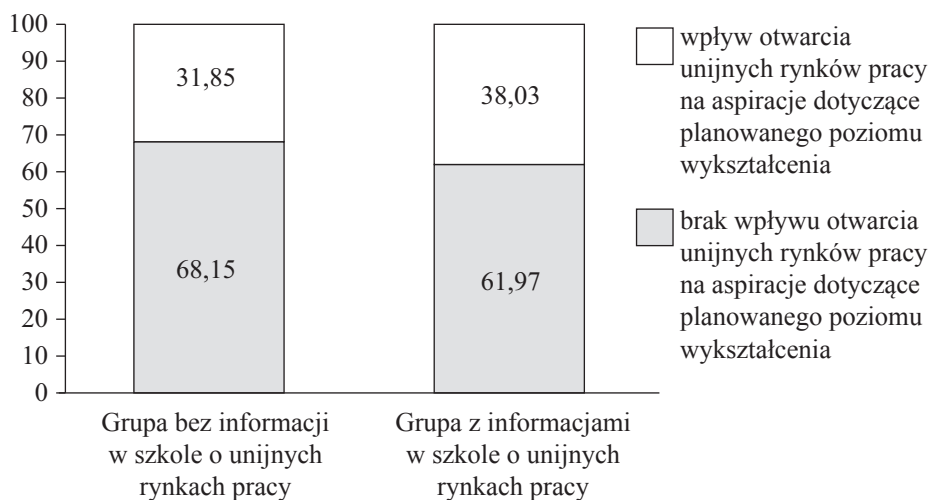 100
90
80
70
60
50
40
30
20
10
0
31,85
68,15
38,03
61,97
Grupa bez informacji
w szkole o unijnych
rynkach pracy
Grupa z informacjami
w szkole o unijnych
rynkach pracy
wpływ otwarcia
unijnych rynków pracy
na aspiracje dotyczące
planowanego poziomu
wykształcenia
brak wpływu otwarcia
unijnych rynków pracy
na aspiracje dotyczące
planowanego poziomu
wykształcenia